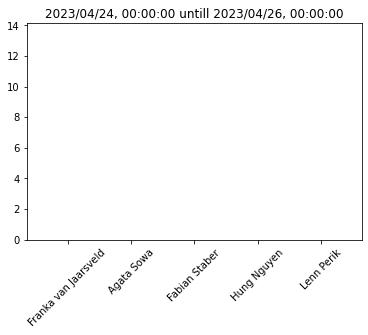 2023/04/24, 00:00:00 untill 2023/04/26, 00:00:00
14
12
10
8
6
4
2
0
Franka van Jaarsveld
Agata Sowa
Fabian Staber
Hung Nguyen
Lenn Perik